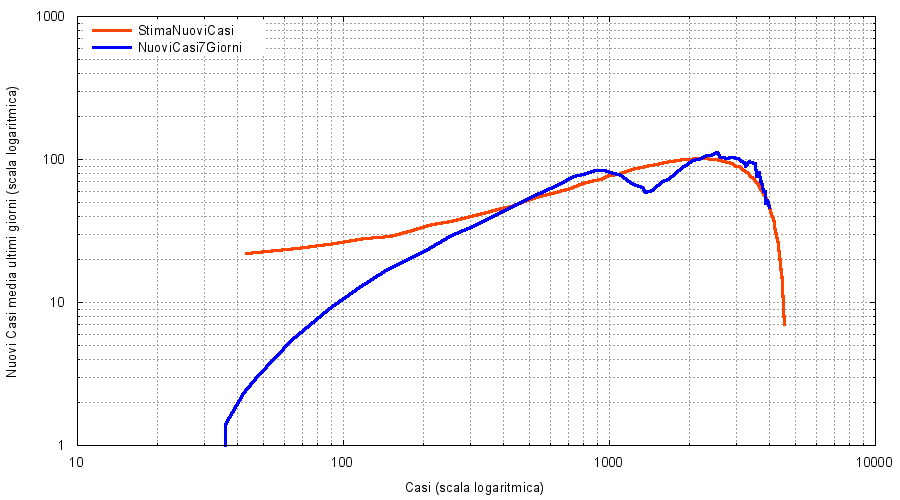 1000
StimaNuoviCasi
NuoviCasi7Giorni
100
10
1
10
100
1000
10000
Nuovi Casi media ultimi giorni (scala logaritmica)
Casi (scala logaritmica)